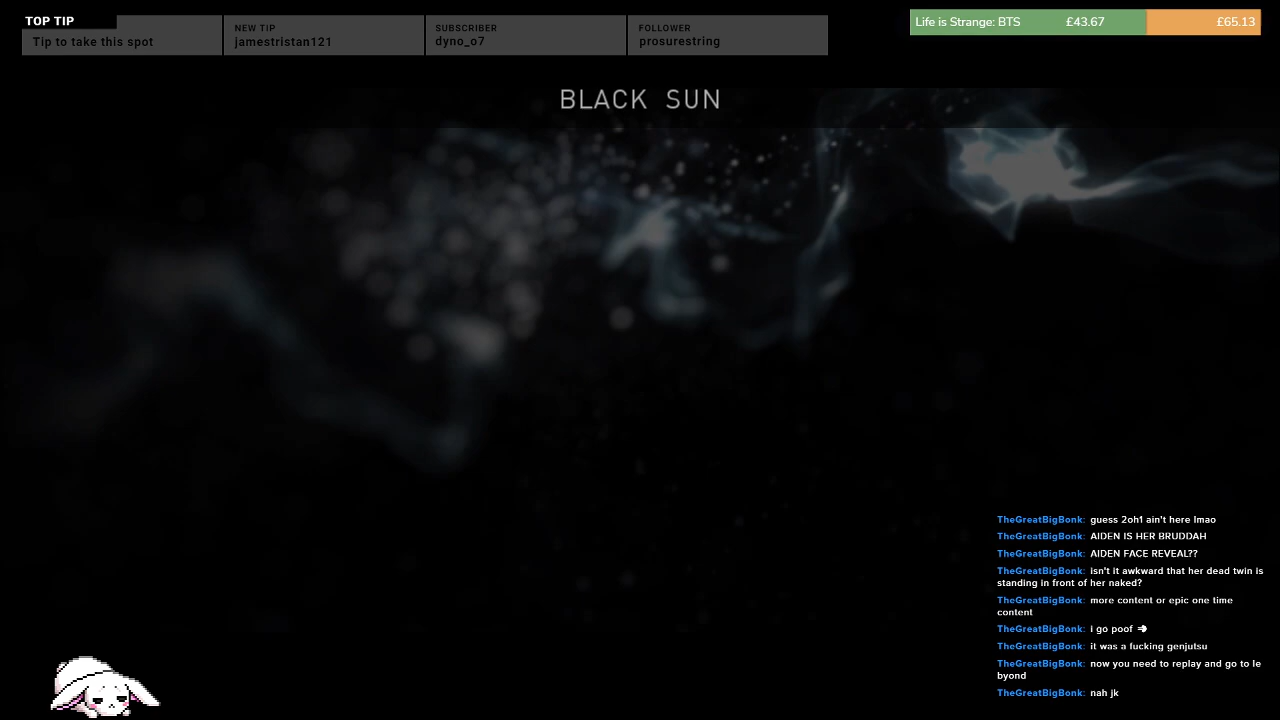 TOP TIP
Tip to take this spot
NEW TIP
jamestristan121
SUBSCRIBER
dyno_o7
FOLLOWER
prosurestring
Life is Strange: BTS £43.67 £65.13
BLACK SUN
TheGreatBigBonk: guess 2oh1 ain't here lmao
TheGreatBigBonk: AIDEN IS HER BRUDDAH
TheGreatBigBonk: AIDEN FACE REVEAL??
TheGreatBigBonk: isn't it awkward that her dead twin is
standing in front of her naked?
TheGreatBigBonk: more content or epic one time
content
TheGreatBigBonk: i go poof
TheGreatBigBonk: it was a fucking genjutsu
TheGreatBigBonk: now you need to replay and go to le
byond
TheGreatBigBonk: nah jk